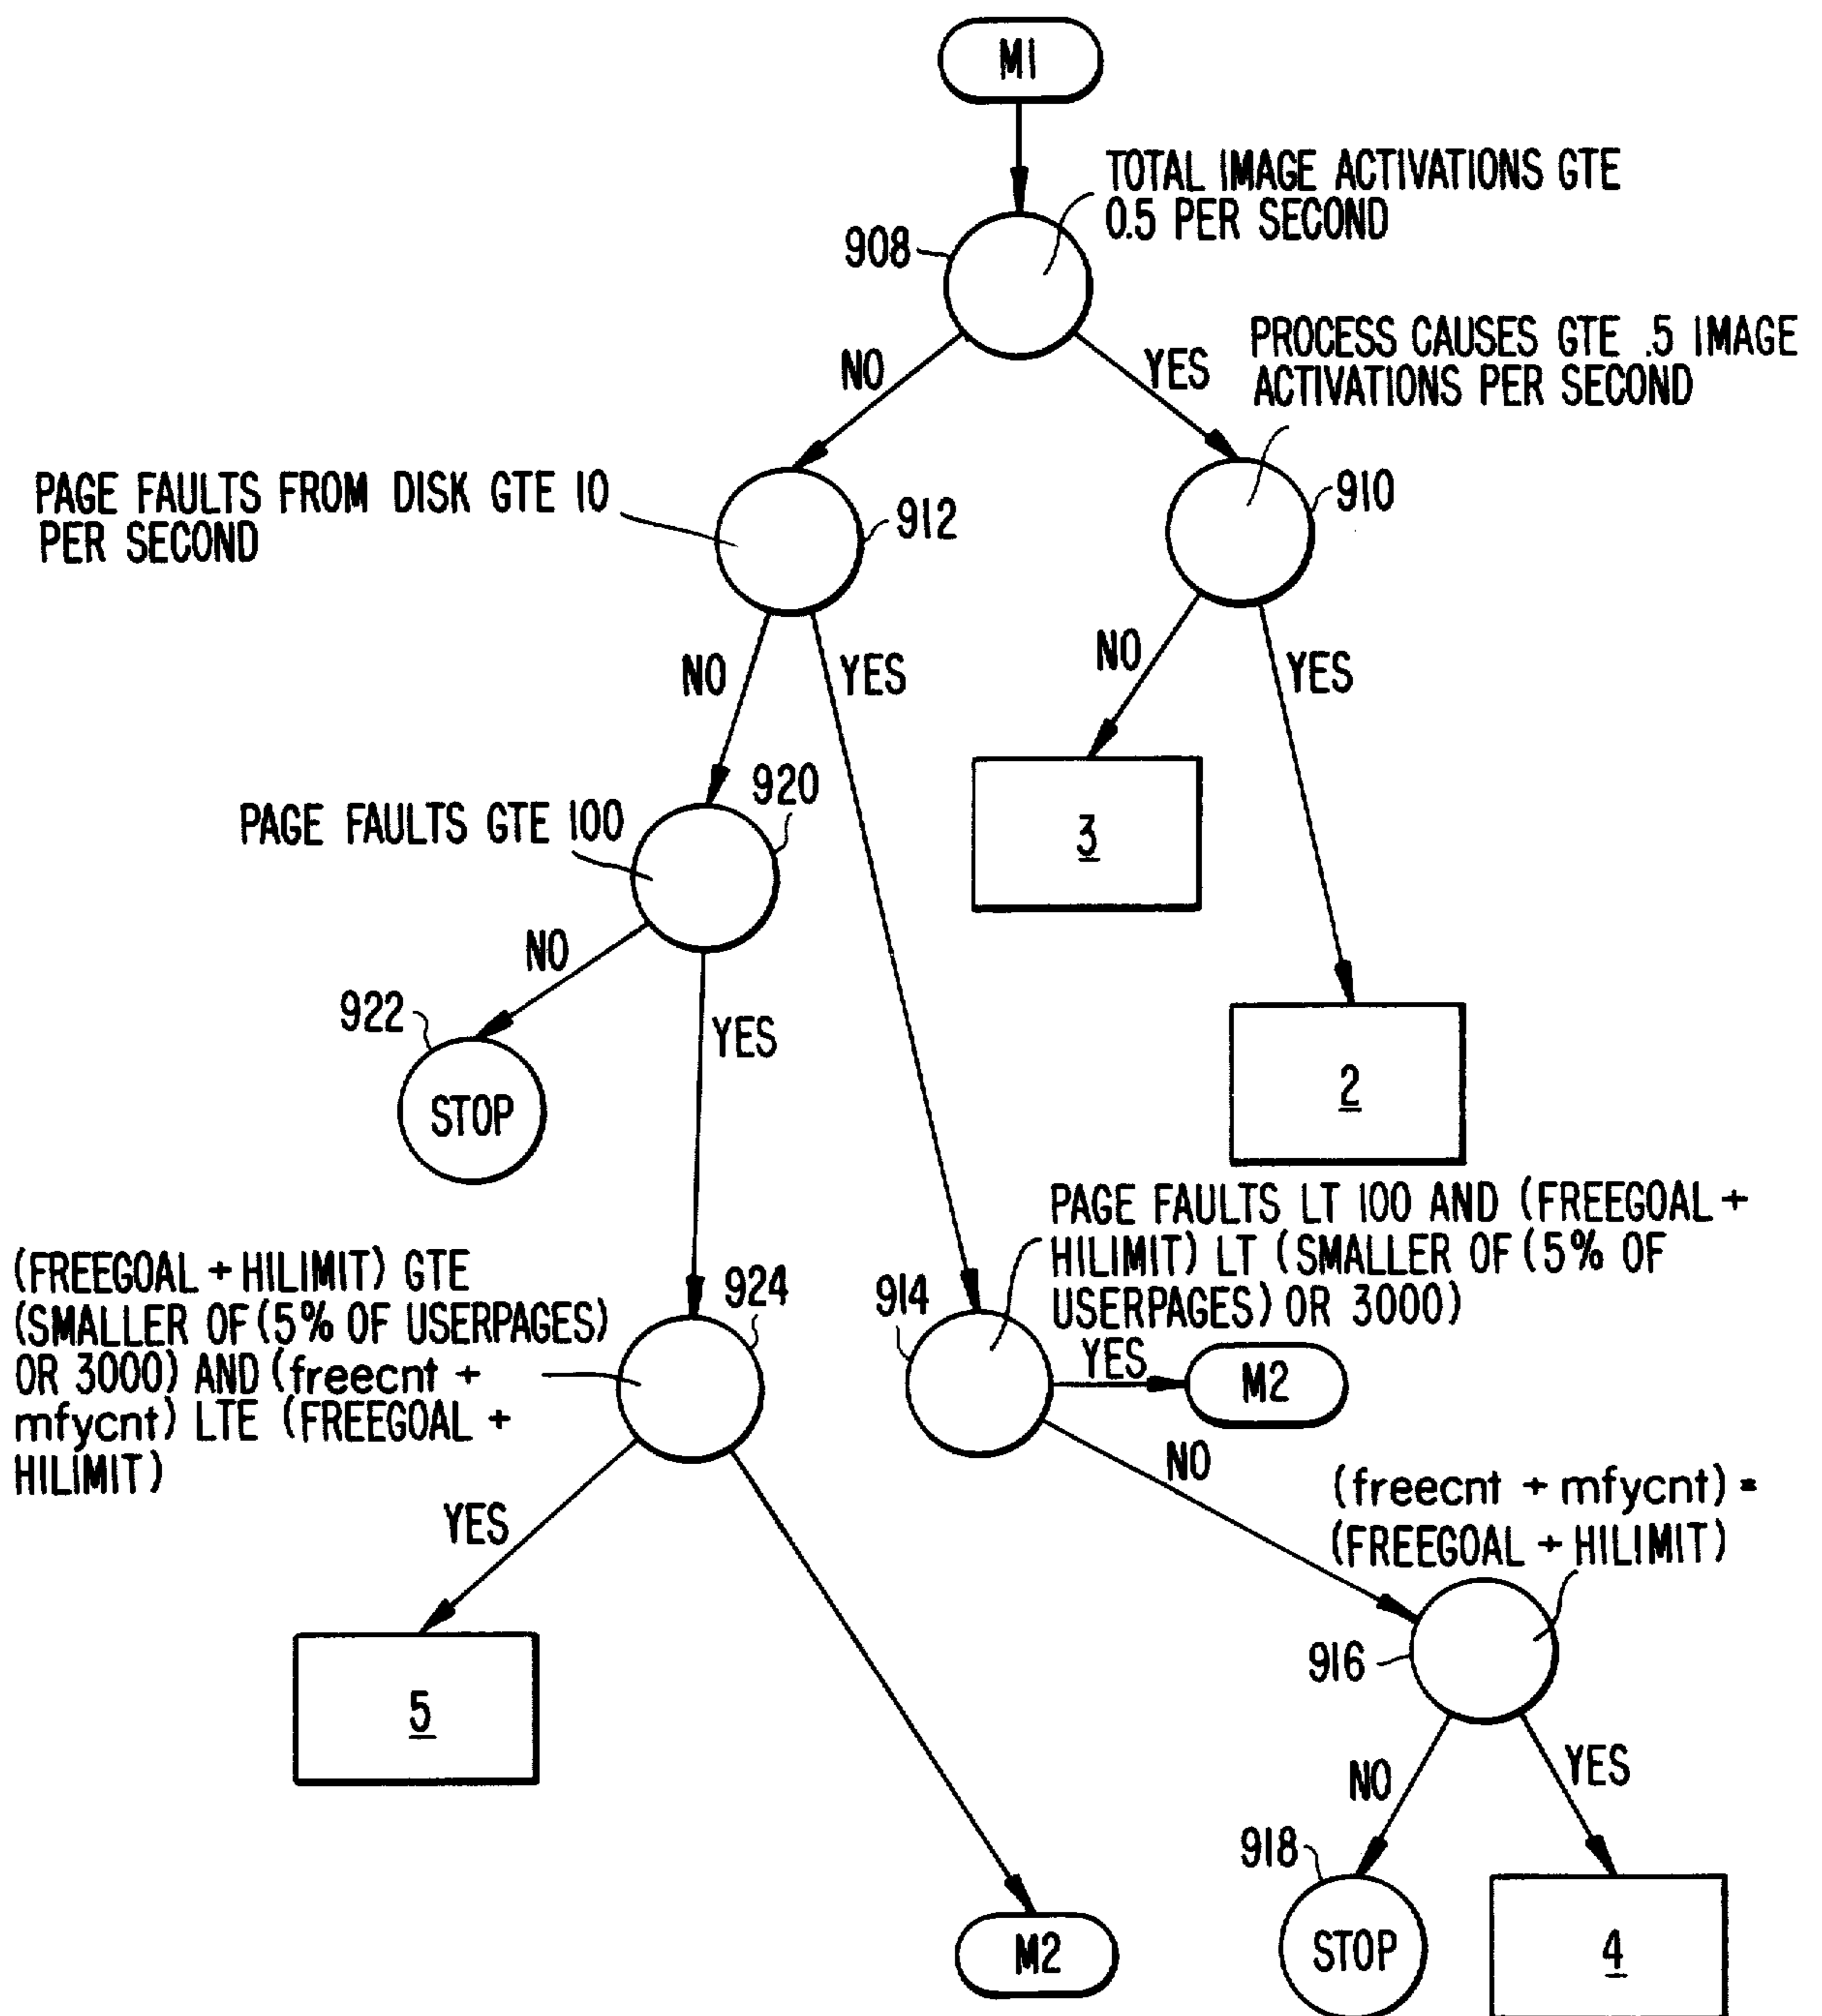 M1
TOTAL IMAGE ACTIVATIONS GTE
0.5 PER SECOND
908
PROCESS CAUSES GTE .5 IMAGE
ACTIVATIONS PER SECOND
NO
YES
PAGE FAULTS FROM DISK GTE 10
PER SECOND
912
910
NO
YES
NO
YES
PAGE FAULTS GTE 100
920
3
NO
922
YES
STOP
2
PAGE FAULTS LT 100 AND (FREEGOAL +
HILIMIT) LT (SMALLER OF (5% OF
USERPAGES) OR 3000)
(FREEGOAL + HILIMIT) GTE
(SMALLER OF (5% OF USERPAGES)
OR 3000) AND (freecnt +
mfycnt) LTE (FREEGOAL +
HILIMIT)
924
914
YES
M2
NO
(freecnt + mfycnt) =
(FREEGOAL + HILIMIT)
YES
916
5
NO
YES
918
M2
STOP
4